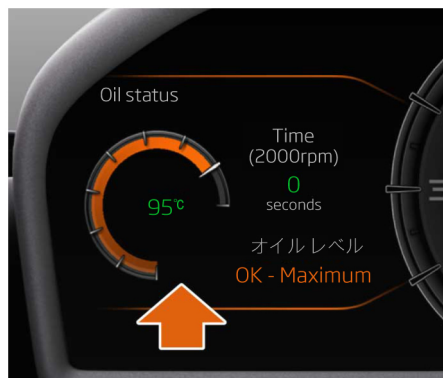 Oil status
Time
(2000rpm)
95℃
0
seconds
オイル レベル
OK - Maximum